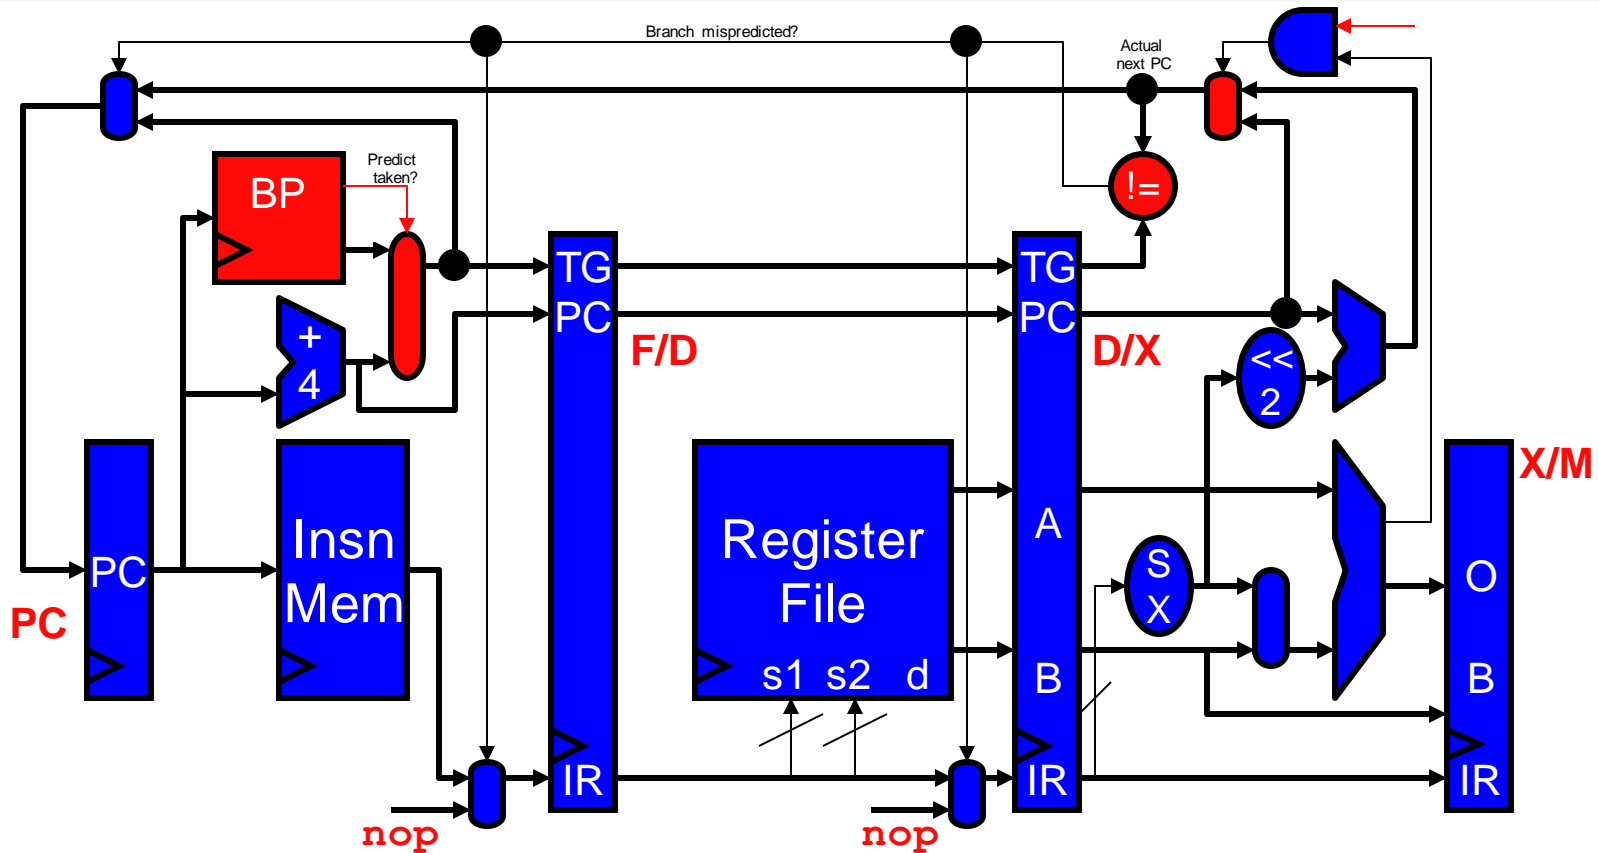 Branch mispredicted?
Actual
next PC
BP
Predict
taken?
!=
+
4
TG
PC
F/D
TG
PC
D/X
<<
2
X/M
PC
PC
Insn
Mem
Register
File
s1 s2 d
A
B
S
X
O
B
IR
IR
IR
nop
nop